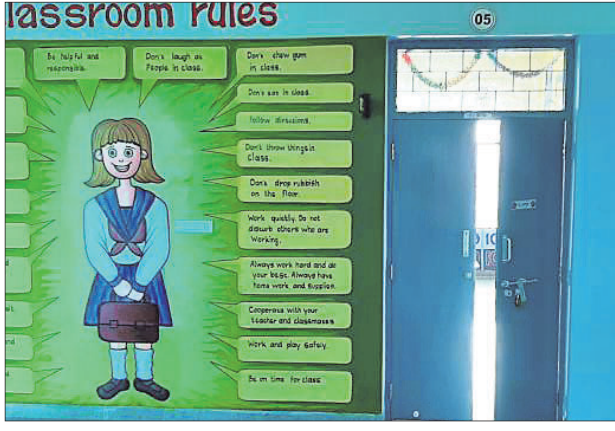 lassroom rules
05
Be helpful and
responsible.
Don't laugh as
People in class.
Don't chew gum
in class.
Don't eat in class.
Follow directions.
Don't throw things in
class.
Don't drop rubbish
on the floor.
Work quietly. Do not
disturb others who are
working.
Always work hard and do
your best. Always have
home work and supplies.
Cooperate with your
teacher and classmates
Work and play safely.
Be on time for class